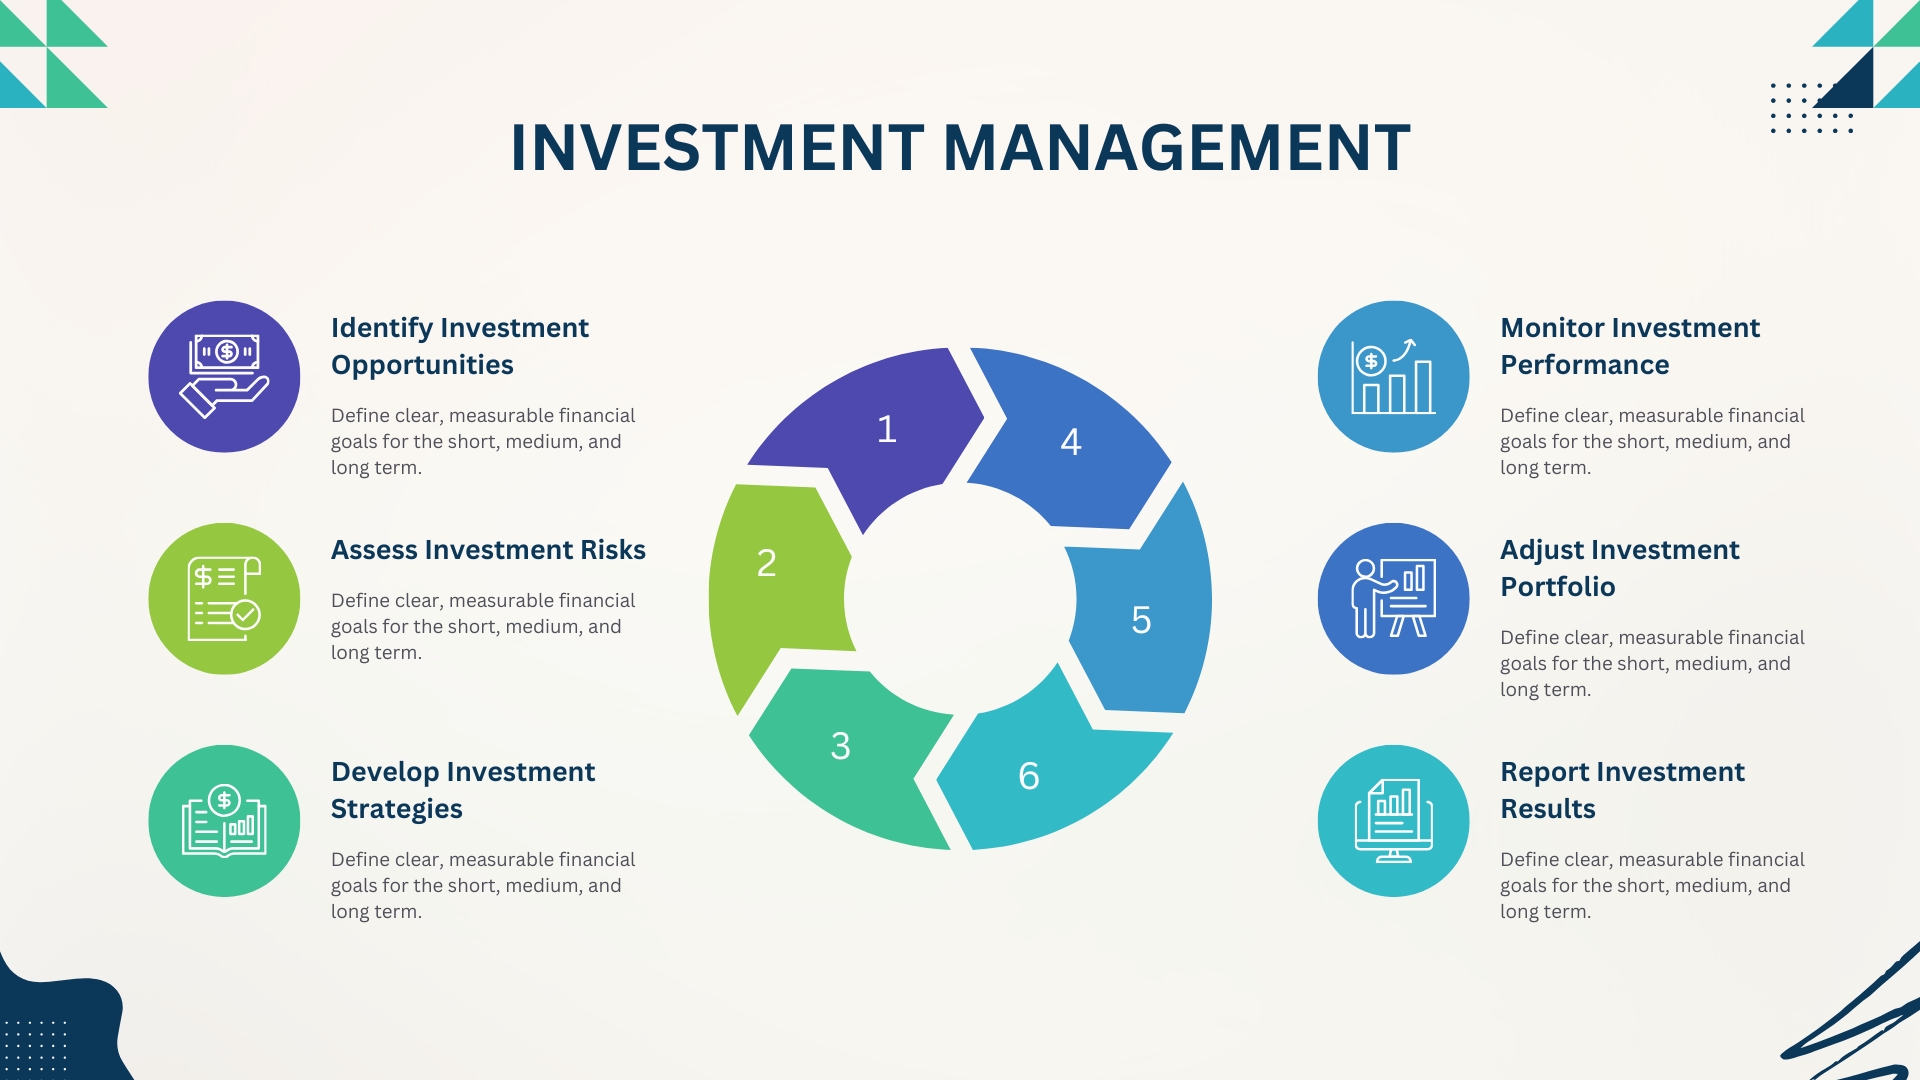 INVESTMENT MANAGEMENT
Identify Investment
Opportunities
Define clear, measurable financial
goals for the short, medium, and
long term.
Assess Investment Risks
Define clear, measurable financial
goals for the short, medium, and
long term.
Develop Investment
Strategies
Define clear, measurable financial
goals for the short, medium, and
long term.
1
2
3
4
5
6
Monitor Investment
Performance
Define clear, measurable financial
goals for the short, medium, and
long term.
Adjust Investment
Portfolio
Define clear, measurable financial
goals for the short, medium, and
long term.
Report Investment
Results
Define clear, measurable financial
goals for the short, medium, and
long term.